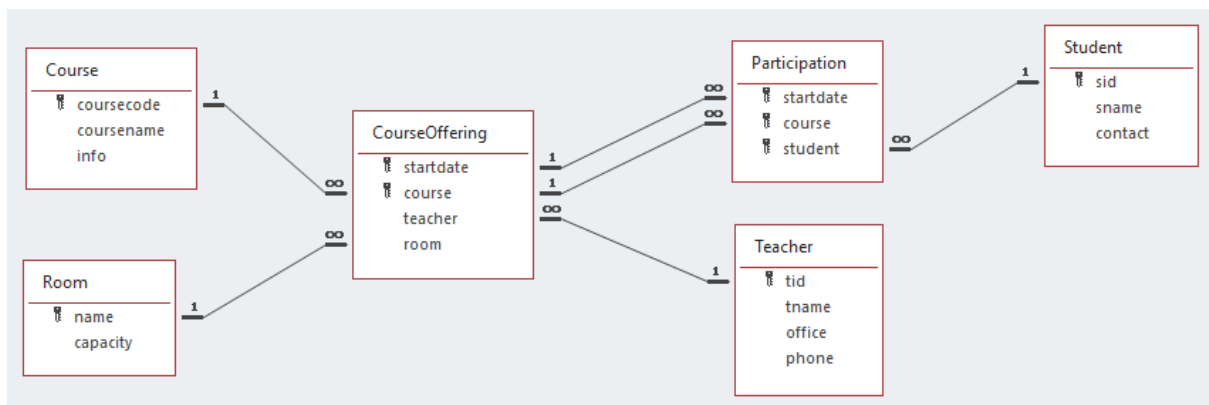 Course
coursecode
coursename
info
1
∞
Room
name
capacity
1
∞
CourseOffering
startdate
course
teacher
room
1
∞
1
∞
∞
1
Participation
startdate
course
student
∞
1
Student
sid
sname
contact
Teacher
tid
tname
office
phone